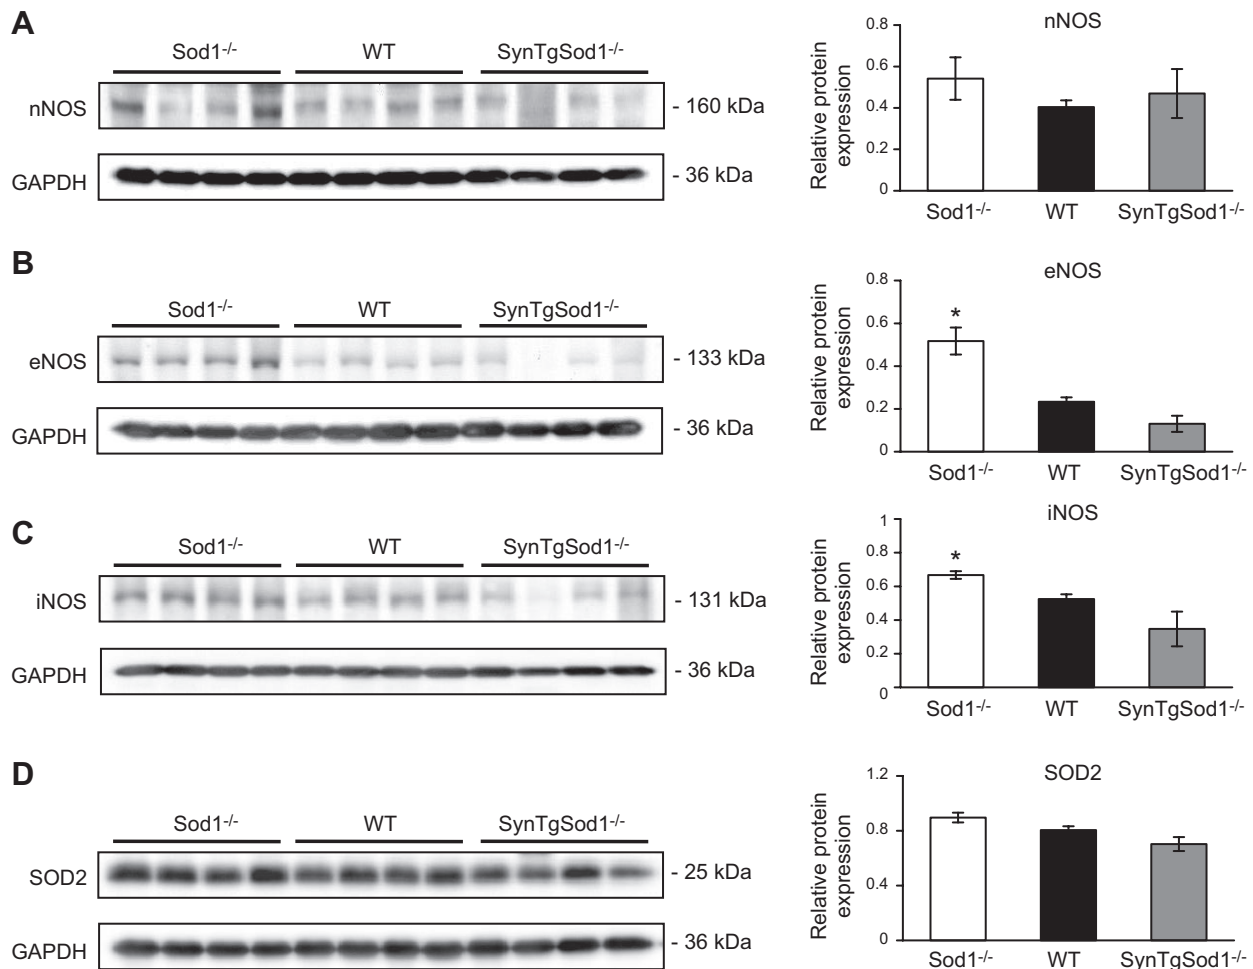 A
Sod1-/- WT SynTgSod1-/-
nNOS - 160 kDa
GAPDH - 36 kDa
nNOS
Relative protein
expression
0.8
0.6
0.4
0.2
0
Sod1-/- WT SynTgSod1-/-
B
Sod1-/- WT SynTgSod1-/-
eNOS - 133 kDa
GAPDH - 36 kDa
eNOS
Relative protein
expression
0.8
0.6
0.4
0.2
0
*
Sod1-/- WT SynTgSod1-/-
C
Sod1-/- WT SynTgSod1-/-
iNOS - 131 kDa
GAPDH - 36 kDa
iNOS
Relative protein
expression
1
0.8
0.6
0.4
0.2
0
*
Sod1-/- WT SynTgSod1-/-
D
Sod1-/- WT SynTgSod1-/-
SOD2 - 25 kDa
GAPDH - 36 kDa
SOD2
Relative protein
expression
1.2
0.8
0.4
0
Sod1-/- WT SynTgSod1-/-